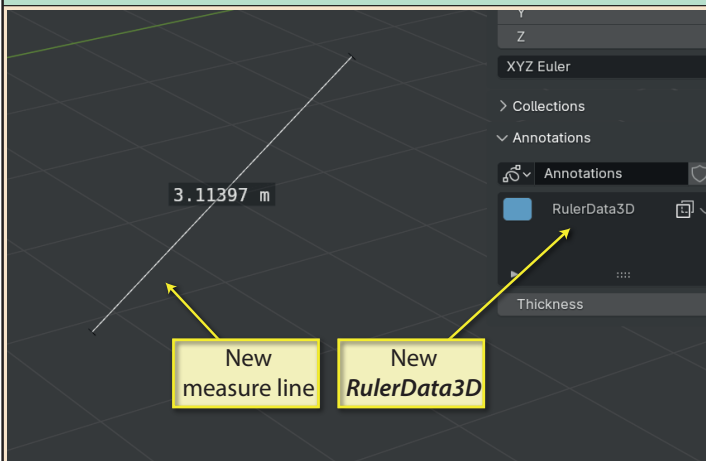 Y
Z
XYZ Euler
Collections
Annotations
Annotations
RulerData3D
3.11397 m
Thickness
New
measure line
New
RulerData3D